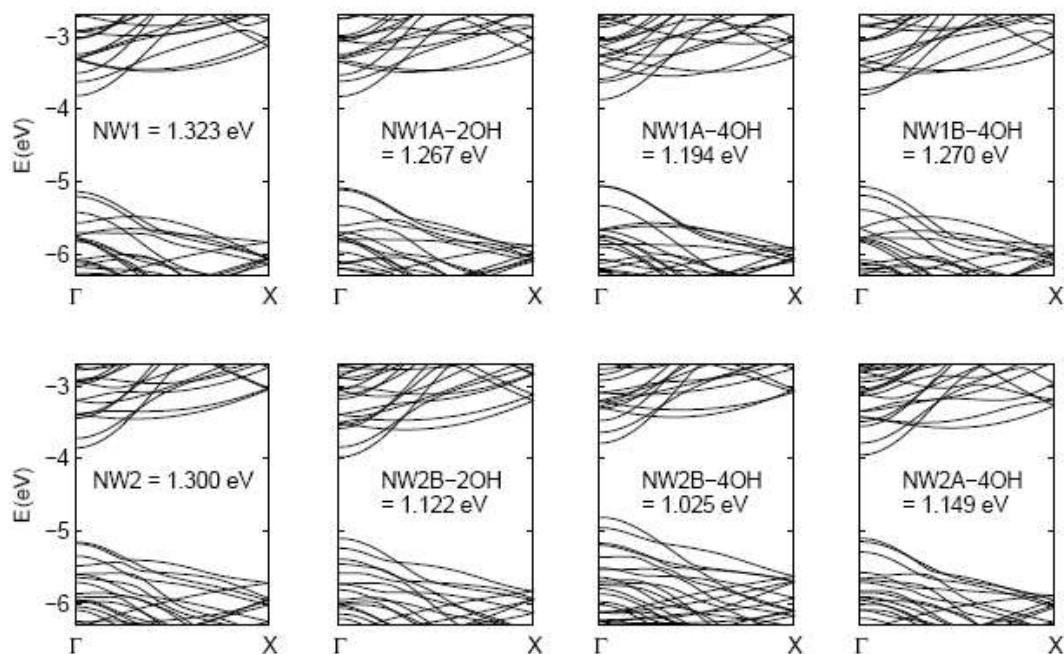 E(eV)
−3
−4
−5
−6
NW1 = 1.323 eV
Γ X
NW1A−2OH
= 1.267 eV
Γ X
NW1A−4OH
= 1.194 eV
Γ X
NW1B−4OH
= 1.270 eV
Γ X
E(eV)
−3
−4
−5
−6
NW2 = 1.300 eV
Γ X
NW2B−2OH
= 1.122 eV
Γ X
NW2B−4OH
= 1.025 eV
Γ X
NW2A−4OH
= 1.149 eV
Γ X